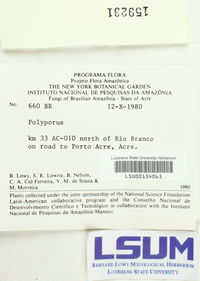 159231
PROGRAMA FLORA
Projeto Flora Amazônica
THE NEW YORK BOTANICAL GARDEN
INSTITUTO NACIONAL DE PESQUISAS DA AMAZÔNIA
Fungi of Brazilian Amazonia - State of Acre
No. 660 BR 12-X-1980
Polyporus
km 33 AC-010 north of Rio Branco
on road to Porto Acre, Acre.
Louisiana State University Herbarium
LSU00154045
B. Lowy, S. R. Lowrie, B. Nelson,
C. A. Cid Ferreira, V. M. de Souza &
M. Morreira
1980
Plants collected under the joint sponsorship of the National Science Foundation
Latin-American collaborative program and the Conselho Nacional de
Desenvolvimento Científico e Tecnológico in collaboration with the Instituto
Nacional de Pesquisas da Amazônia-Manaus.
LSUM
BERNARD LOWY MYCOLOGICAL HERBARIUM
LOUISIANA STATE UNIVERSITY